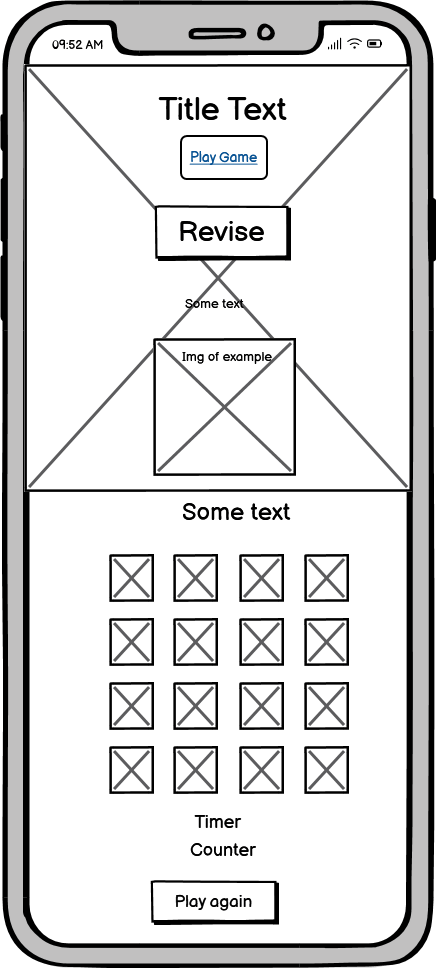 09:52 AM
Title Text
Play Game
Revise
Some text
Img of example
Some text
Timer
Counter
Play again